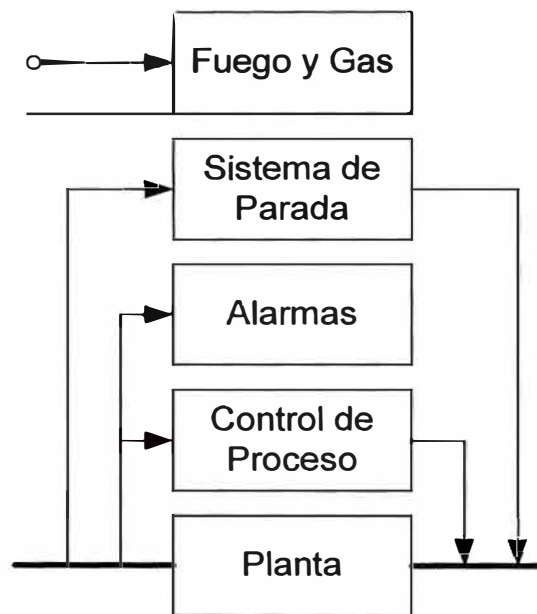 Fuego y Gas
Sistema de
Parada
Alarmas
Control de
Proceso
Planta